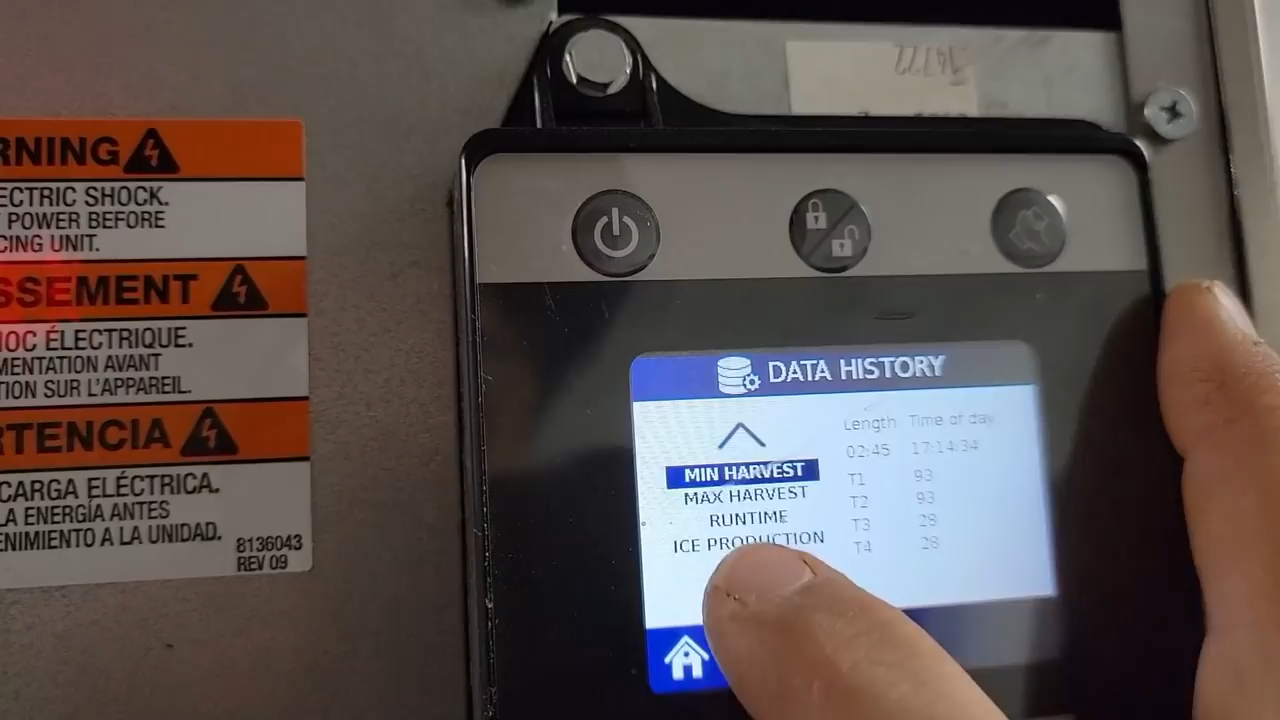 14722
RNING
ECTRIC SHOCK.
POWER BEFORE
CING UNIT.
SSEMENT
OC ÉLECTRIQUE.
MENTATION AVANT
TION SUR L'APPAREIL.
RTENCIA
CARGA ELÉCTRICA.
LA ENERGÍA ANTES
ENIMIENTO A LA UNIDAD.
8136043
REV 09
DATA HISTORY
MIN HARVEST
MAX HARVEST
RUNTIME
ICE PRODUCTION
Length Time of day
02:45 17:14:34
T1 93
T2 93
T3 28
T4 28